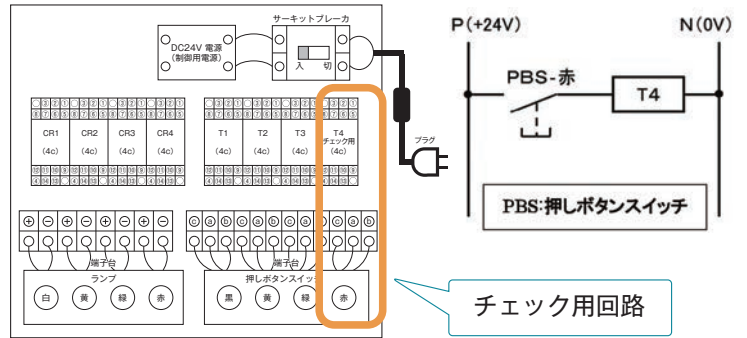 サーキットブレーカ
DC24V 電源
(制御用電源)
入 切
プラグ
CR1 CR2 CR3 CR4
(4c) (4c) (4c) (4c)
T1 T2 T3 T4
チェック用
(4c) (4c) (4c) (4c)
⊕ ⊖ ⊕ ⊖ ⊕ ⊖ ⊕ ⊖
ⓒ ⓐ ⓑ ⓒ ⓐ ⓑ ⓒ ⓐ ⓒ ⓐ ⓑ
端子台 端子台
ランプ 押しボタンスイッチ
白 黄 緑 赤 黒 黄 緑 赤
P(+24V) N(0V)
PBS-赤 T4
PBS:押しボタンスイッチ
チェック用回路